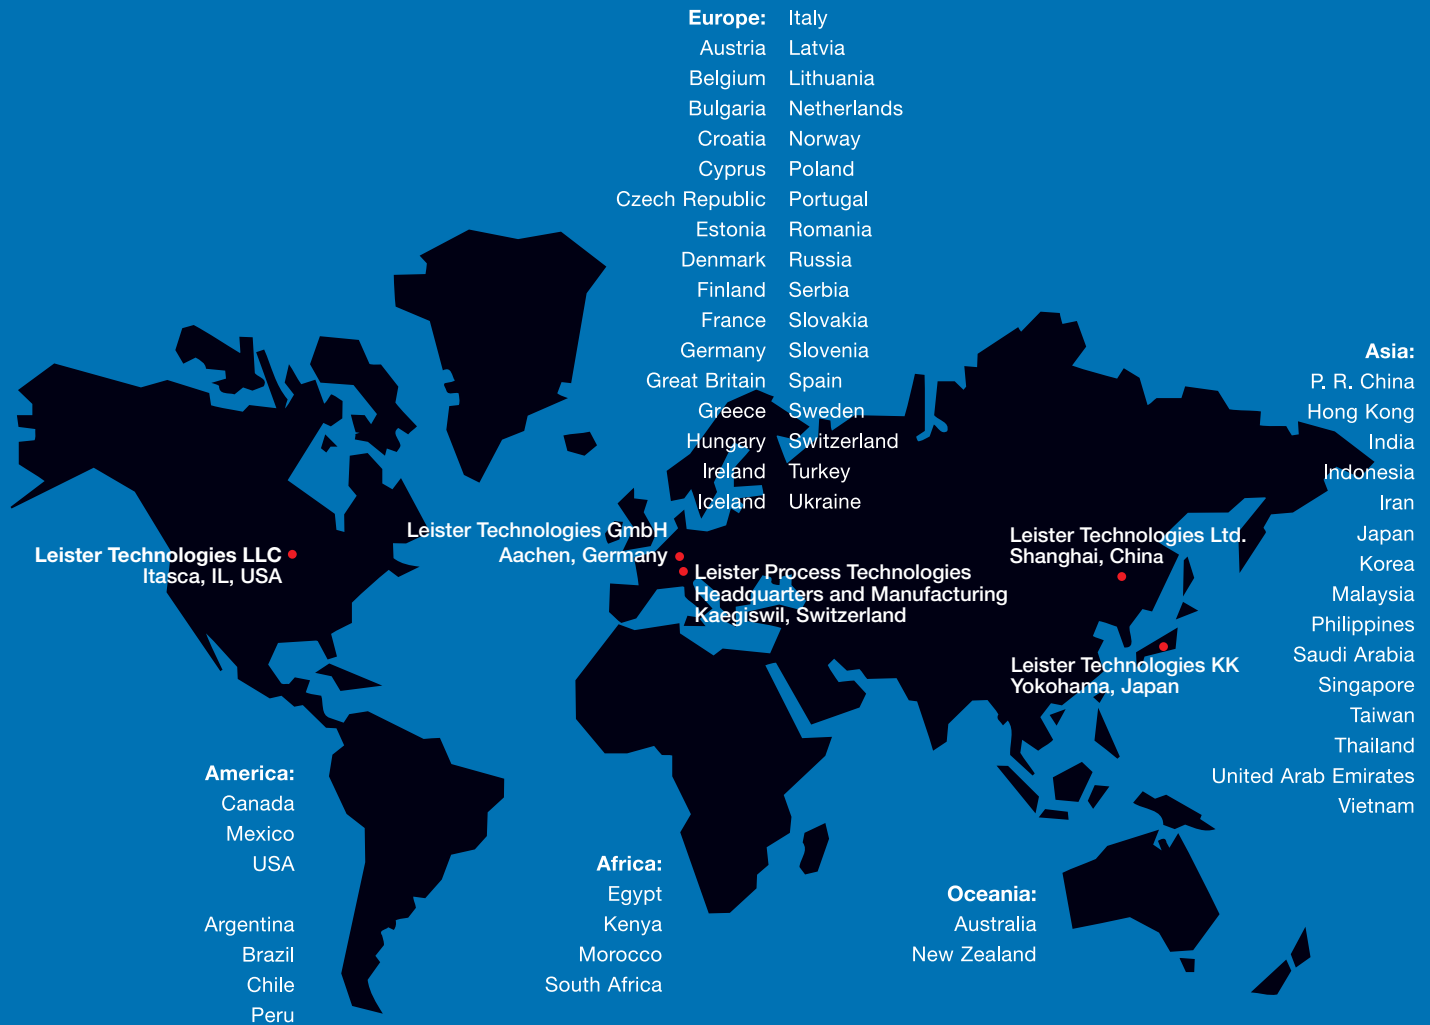 Europe:
Austria
Belgium
Bulgaria
Croatia
Cyprus
Czech Republic
Estonia
Denmark
Finland
France
Germany
Great Britain
Greece
Hungary
Ireland
Iceland
Italy
Latvia
Lithuania
Netherlands
Norway
Poland
Portugal
Romania
Russia
Serbia
Slovakia
Slovenia
Spain
Sweden
Switzerland
Turkey
Ukraine
Asia:
P. R. China
Hong Kong
India
Indonesia
Iran
Japan
Korea
Malaysia
Philippines
Saudi Arabia
Singapore
Taiwan
Thailand
United Arab Emirates
Vietnam
Leister Technologies LLC
Itasca, IL, USA
Leister Technologies GmbH
Aachen, Germany
Leister Process Technologies
Headquarters and Manufacturing
Kaegiswil, Switzerland
Leister Technologies Ltd.
Shanghai, China
Leister Technologies KK
Yokohama, Japan
America:
Canada
Mexico
USA
Argentina
Brazil
Chile
Peru
Africa:
Egypt
Kenya
Morocco
South Africa
Oceania:
Australia
New Zealand